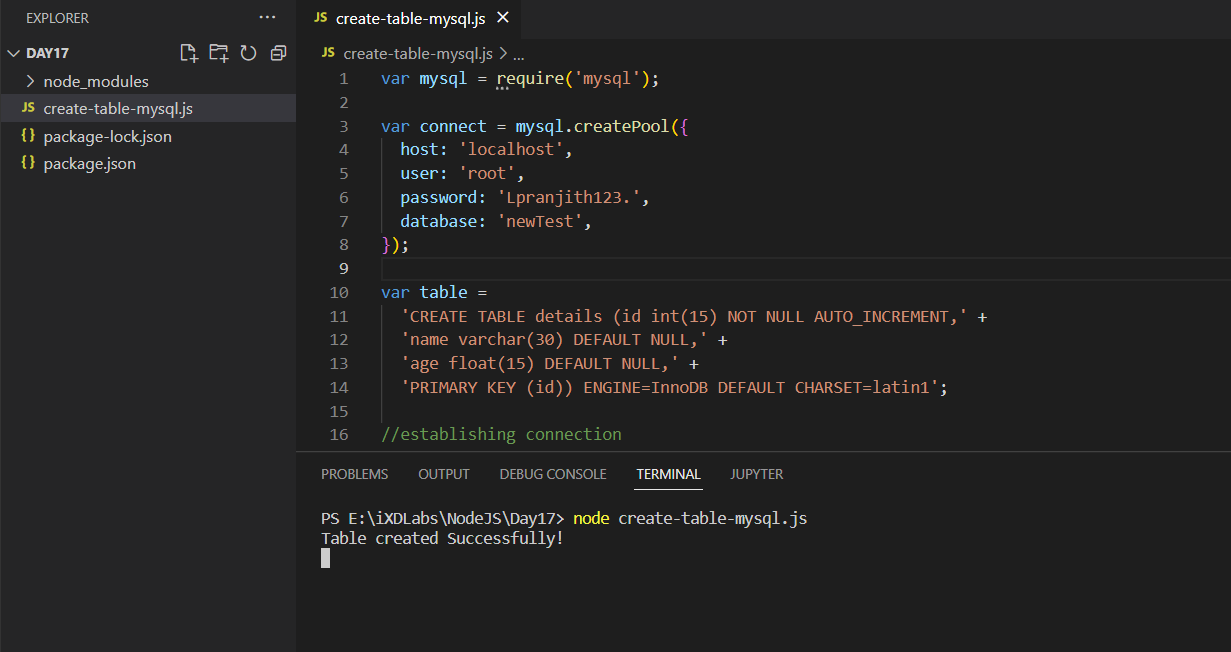 EXPLORER
···
DAY17
node_modules
JS create-table-mysql.js
{} package-lock.json
{} package.json
JS create-table-mysql.js
JS create-table-mysql.js > ...
1 var mysql = require('mysql');
2
3 var connect = mysql.createPool({
4 host: 'localhost',
5 user: 'root',
6 password: 'Lpranjith123.',
7 database: 'newTest',
8 });
9
10 var table =
11 'CREATE TABLE details (id int(15) NOT NULL AUTO_INCREMENT,' +
12 'name varchar(30) DEFAULT NULL,' +
13 'age float(15) DEFAULT NULL,' +
14 'PRIMARY KEY (id)) ENGINE=InnoDB DEFAULT CHARSET=latin1';
15
16 //establishing connection
PROBLEMS OUTPUT DEBUG CONSOLE TERMINAL JUPYTER
PS E:\iXDLabs\NodeJS\Day17> node create-table-mysql.js
Table created Successfully!